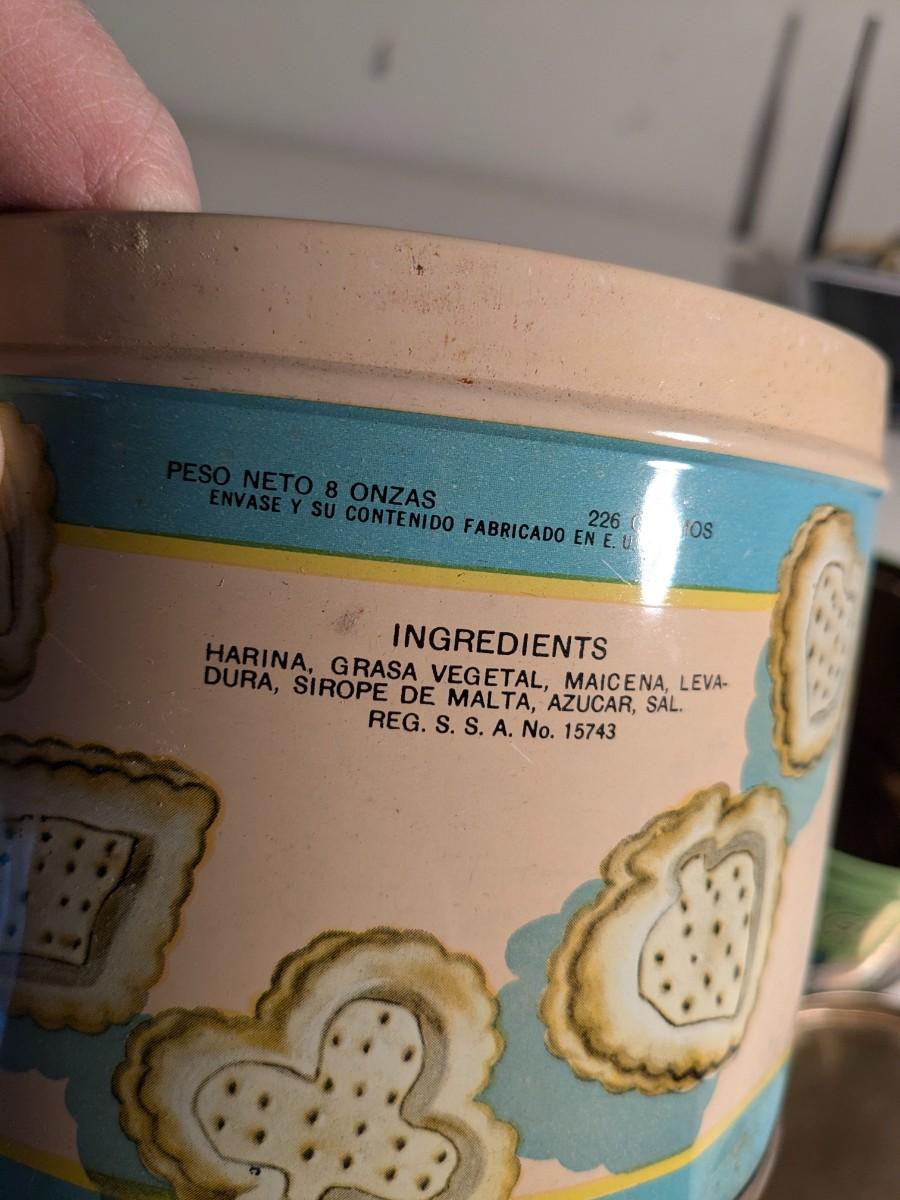 PESO NETO 8 ONZAS 226
ENVASE Y SU CONTENIDO FABRICADO EN E. U.
INGREDIENTS
HARINA, GRASA VEGETAL, MAICENA, LEVA-
DURA, SIROPE DE MALTA, AZUCAR, SAL.
REG. S. S. A. No. 15743